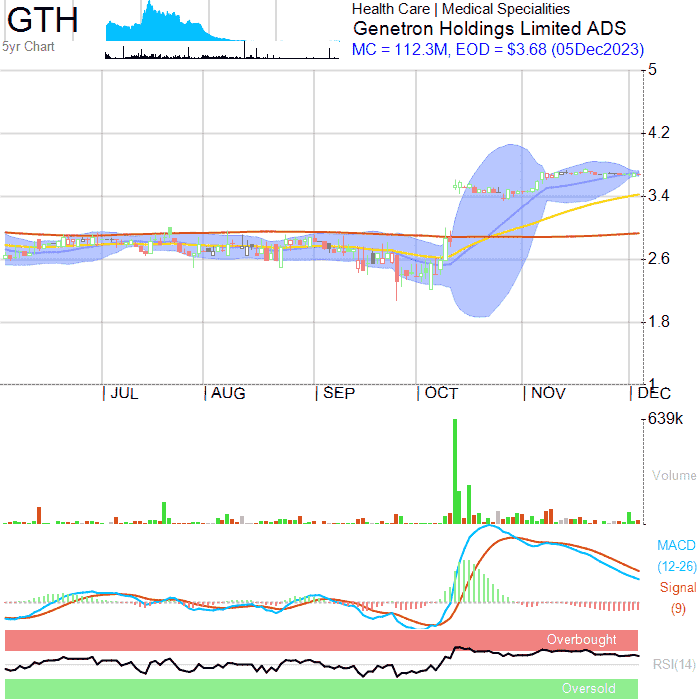 GTH
5yr Chart
Health Care | Medical Specialities
Genetron Holdings Limited ADS
MC = 112.3M, EOD = $3.68 (05Dec2023)
5
4.2
3.4
2.6
1.8
1
JUL
AUG
SEP
OCT
NOV
DEC
639k
Volume
MACD
(12-26)
Signal
(9)
Overbought
RSI(14)
Oversold